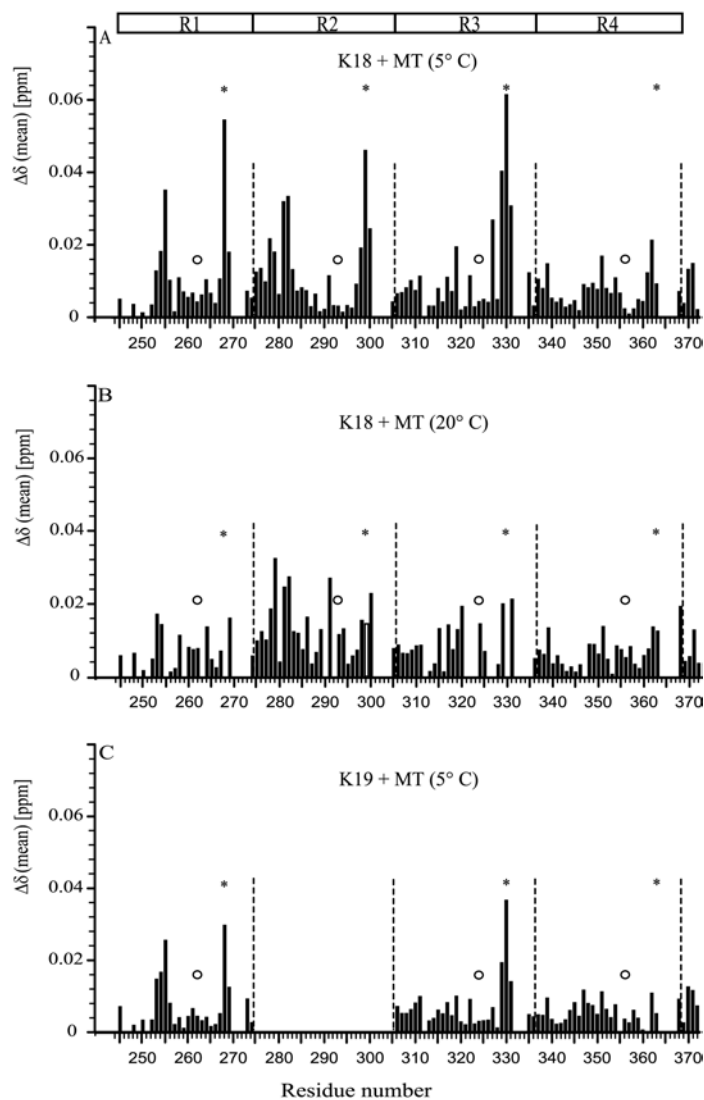 R1 R2 R3 R4
A
K18 + MT (5° C)
* * * *
Δδ (mean) [ppm]
0.06
0.04
0.02
0
250 260 270 280 290 300 310 320 330 340 350 360 370
B
K18 + MT (20° C)
* * * *
Δδ (mean) [ppm]
0.06
0.04
0.02
0
250 260 270 280 290 300 310 320 330 340 350 360 370
C
K19 + MT (5° C)
* * *
Δδ (mean) [ppm]
0.06
0.04
0.02
0
250 260 270 280 290 300 310 320 330 340 350 360 370
Residue number